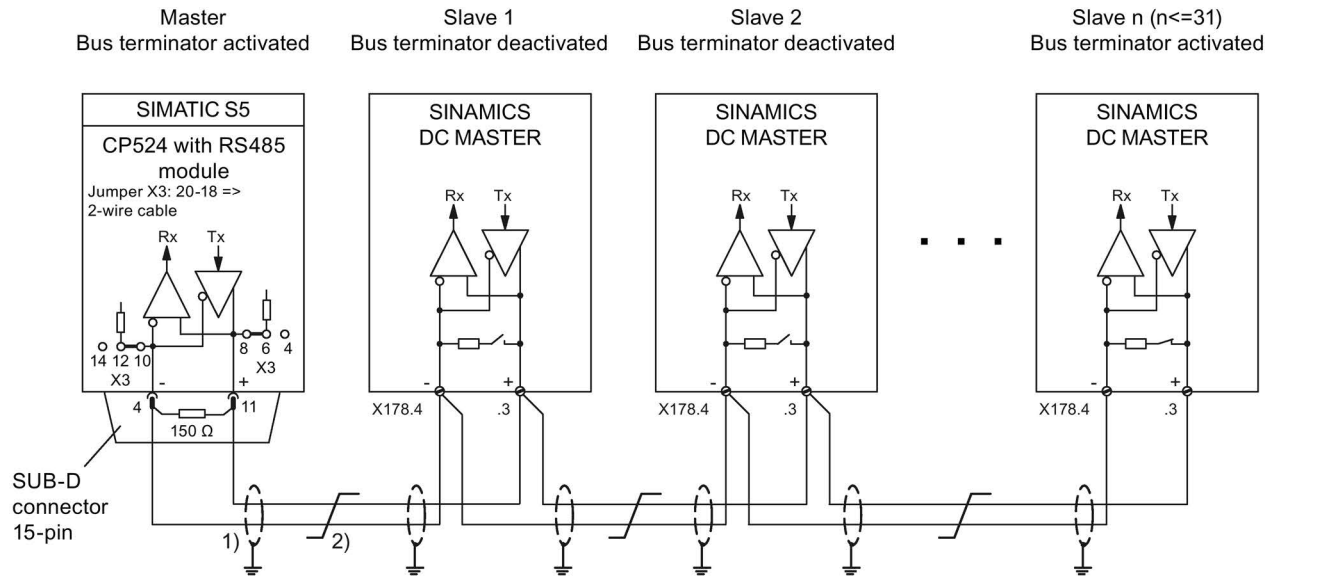 Master
Bus terminator activated
Slave 1
Bus terminator deactivated
Slave 2
Bus terminator deactivated
Slave n (n<=31)
Bus terminator activated
SIMATIC S5
CP524 with RS485
module
Jumper X3: 20-18 =>
2-wire cable
Rx
Tx
14 12 10
X3
8 6 4
X3
-
+
4
11
150 Ω
SUB-D
connector
15-pin
SINAMICS
DC MASTER
Rx
Tx
-
+
X178.4
.3
SINAMICS
DC MASTER
Rx
Tx
-
+
X178.4
.3
. . .
SINAMICS
DC MASTER
Rx
Tx
-
+
X178.4
.3
1)
2)